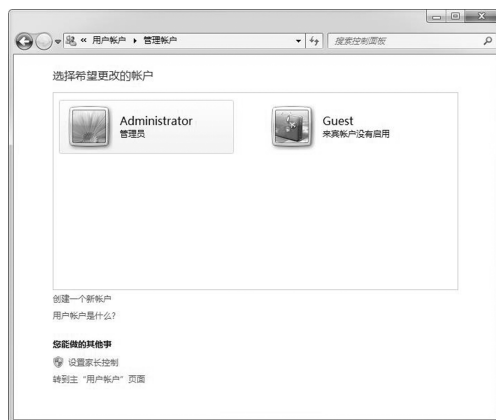 « 用户帐户 ▸ 管理帐户
搜索控制面板
选择希望更改的帐户
Administrator
管理员
Guest
来宾帐户没有启用
创建一个新帐户
用户帐户是什么?
您能做的其他事
设置家长控制
转到主“用户帐户”页面